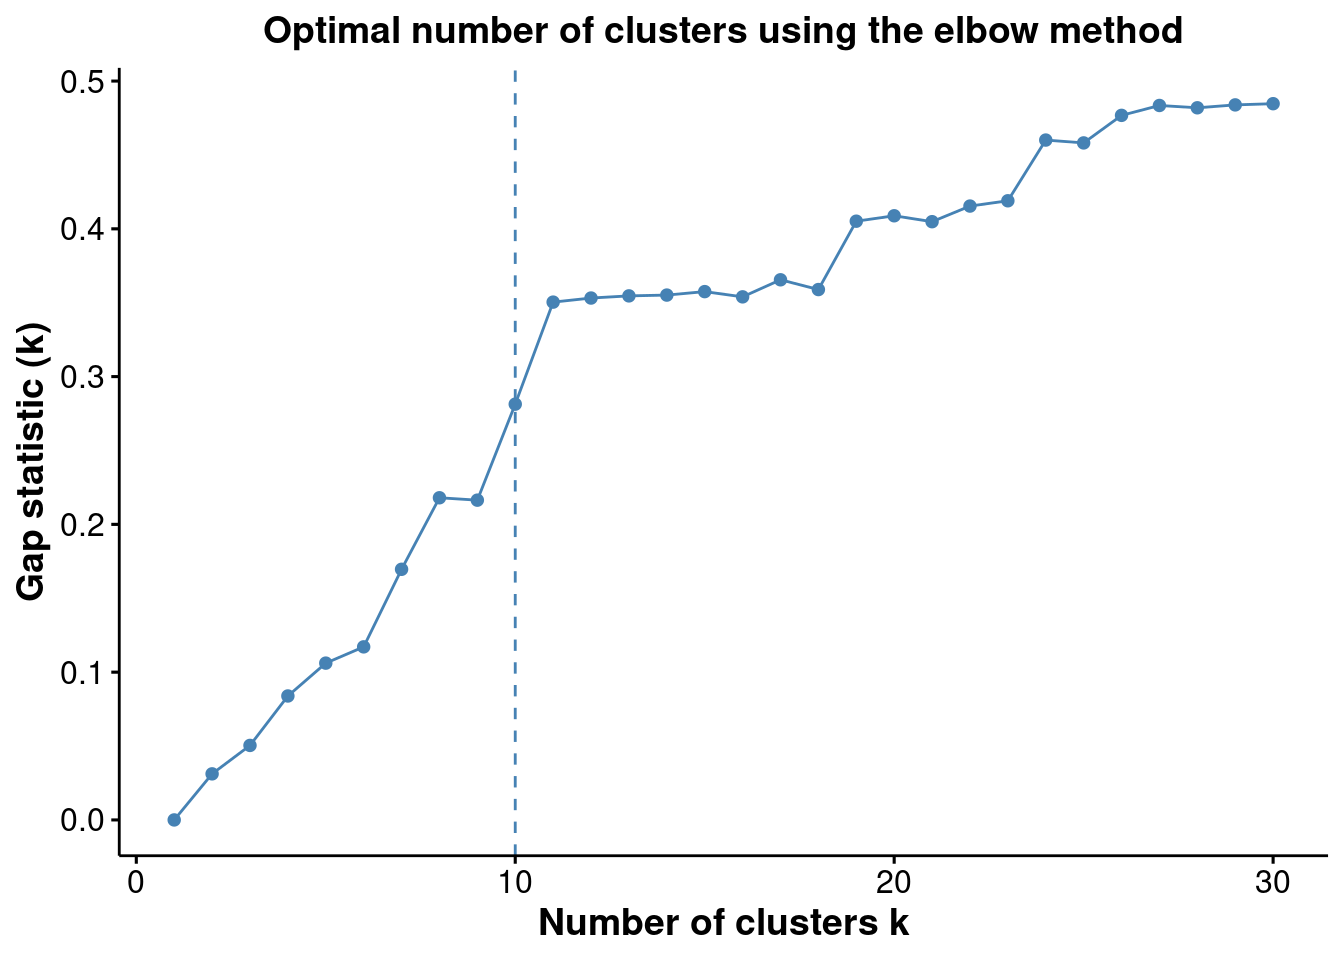 Optimal number of clusters using the elbow method
0.5
0.4
0.3
0.2
0.1
0.0
Gap statistic (k)
0 10 20 30
Number of clusters k